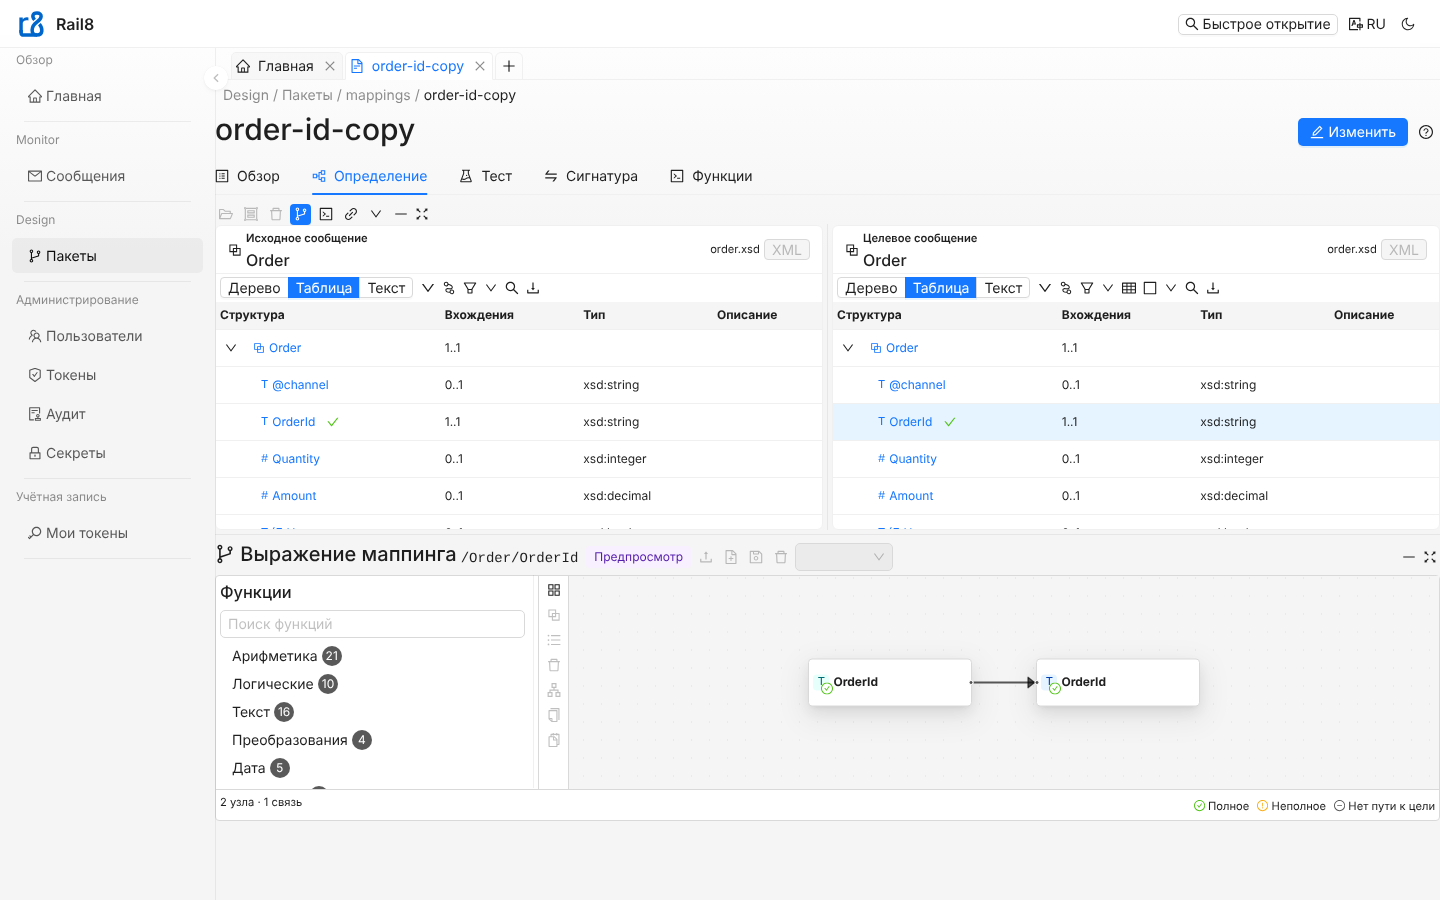 Rail8
Быстрое открытие
RU
Обзор
Главная
Monitor
Сообщения
Design
Пакеты
Администрирование
Пользователи
Токены
Аудит
Секреты
Учётная запись
Мои токены
Главная
order-id-copy
Design / Пакеты / mappings / order-id-copy
order-id-copy
Изменить
Обзор
Определение
Тест
Сигнатура
Функции
Исходное сообщение
Order
order.xsd XML
Дерево Таблица Текст
Структура Вхождения Тип Описание
Order 1..1
T @channel 0..1 xsd:string
T OrderId 1..1 xsd:string
# Quantity 0..1 xsd:integer
# Amount 0..1 xsd:decimal
Целевое сообщение
Order
order.xsd XML
Дерево Таблица Текст
Структура Вхождения Тип Описание
Order 1..1
T @channel 0..1 xsd:string
T OrderId 1..1 xsd:string
# Quantity 0..1 xsd:integer
# Amount 0..1 xsd:decimal
Выражение маппинга /Order/OrderId Предпросмотр
Функции
Поиск функций
Арифметика 21
Логические 10
Текст 16
Преобразования 4
Дата 5
T OrderId
T OrderId
2 узла · 1 связь
Полное Неполное Нет пути к цели